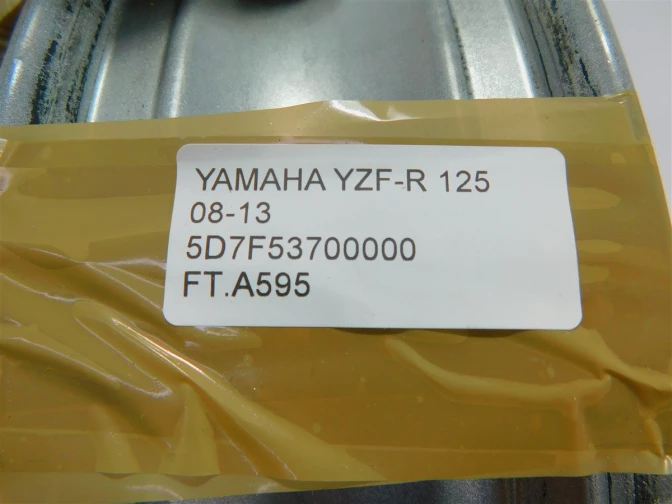 YAMAHA YZF-R 125
08-13
5D7F53700000
FT.A595